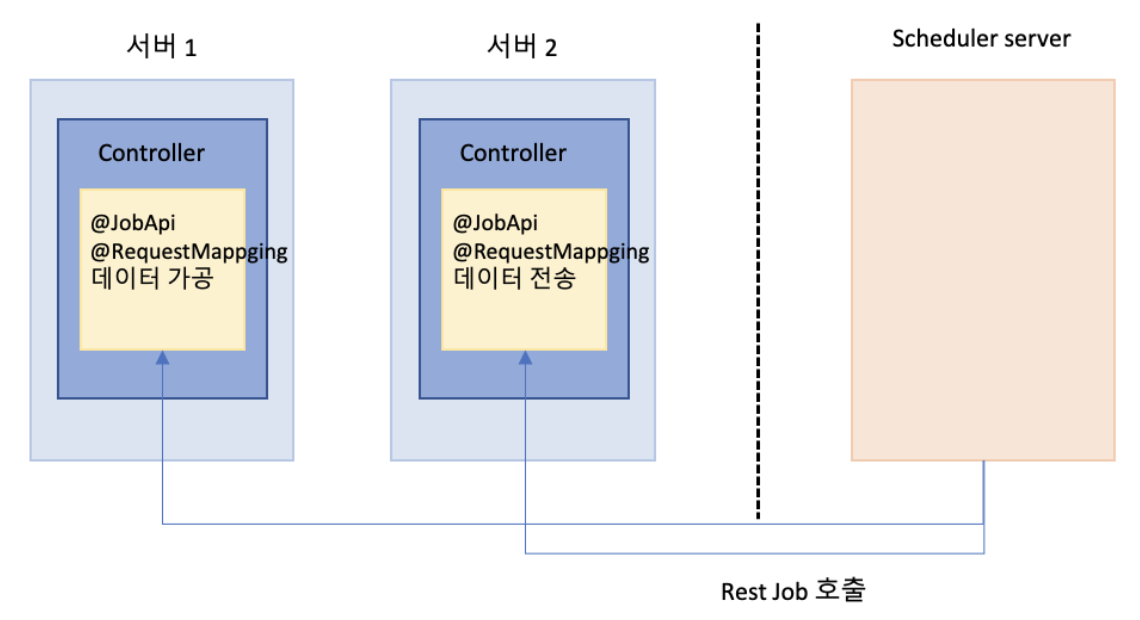 서버 1
서버 2
Scheduler server
Controller
@JobApi
@RequestMappging
데이터 가공
Controller
@JobApi
@RequestMappging
데이터 전송
Rest Job 호출